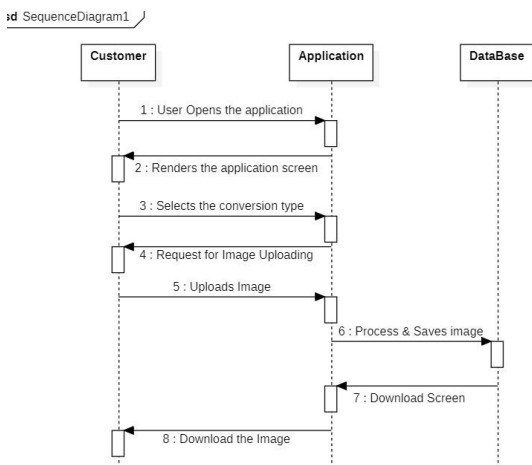 sd SequenceDiagram1
Customer
Application
DataBase
1 : User Opens the application
2 : Renders the application screen
3 : Selects the conversion type
4 : Request for Image Uploading
5 : Uploads Image
6 : Process & Saves image
7 : Download Screen
8 : Download the Image